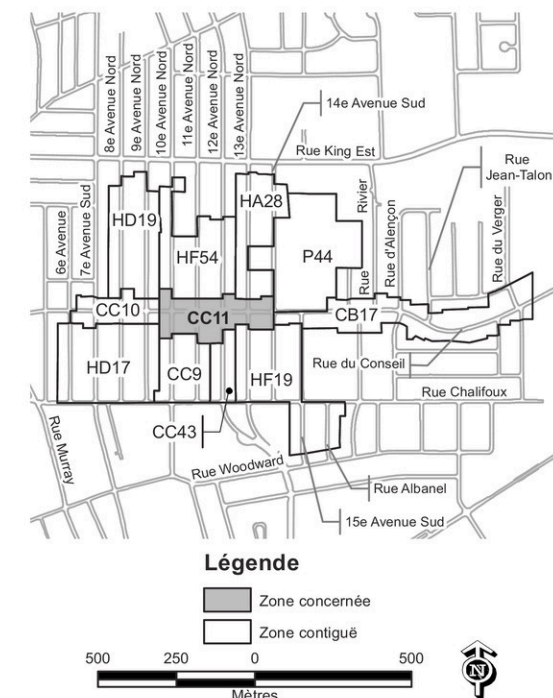 8e Avenue Nord
9e Avenue Nord
10e Avenue Nord
11e Avenue Nord
12e Avenue Nord
13e Avenue Nord
14e Avenue Sud
Rue King Est
Rue
Jean-Talon
6e Avenue
7e Avenue Sud
HD19
HA28
HF54
P44
Rue Rivier
Rue d'Alençon
Rue du Verger
CC10
CC11
CB17
HD17
CC9
HF19
Rue du Conseil
Rue Chalifoux
CC43
Rue Murray
Rue Woodward
Rue Albanel
15e Avenue Sud
Légende
Zone concernée
Zone contiguë
500 250 0 500
Mètres
N